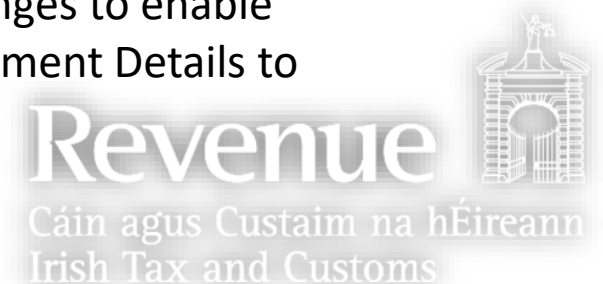 nges to enable
ment Details to
Revenue
Cáin agus Custaim na hÉireann
Irish Tax and Customs